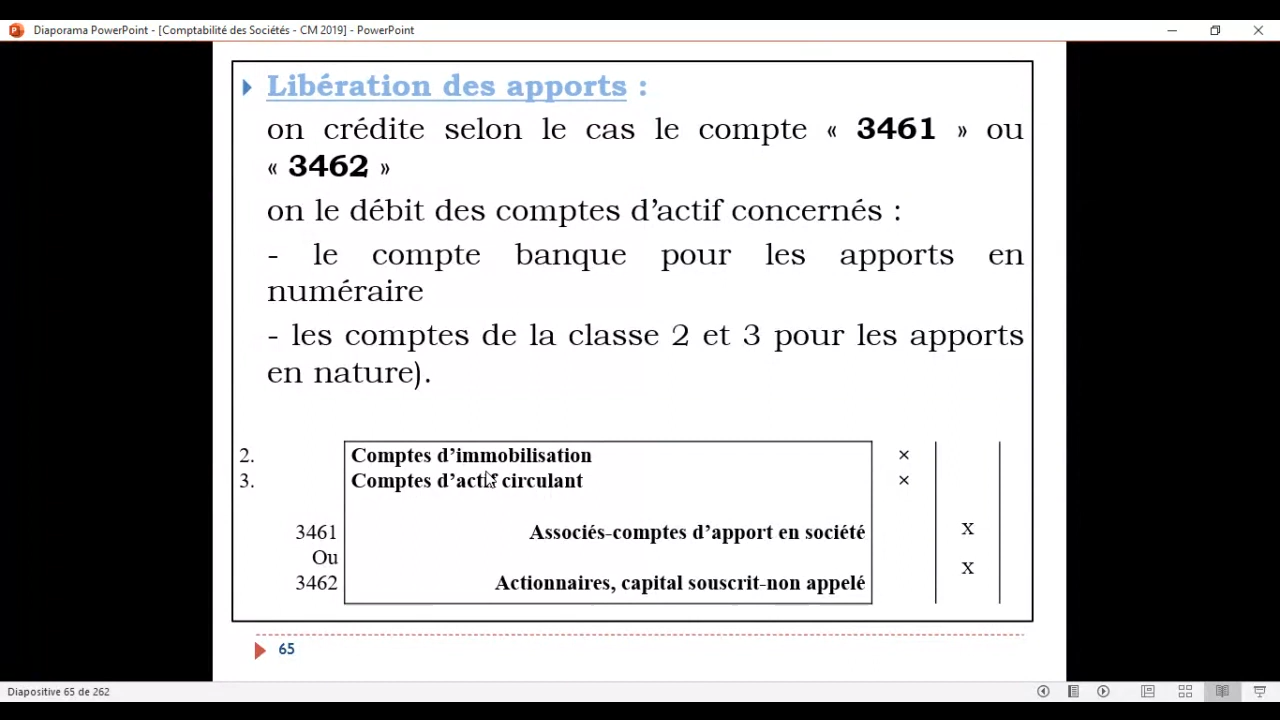 Diaporama PowerPoint - [Comptabilité des Sociétés - CM 2019] - PowerPoint
Libération des apports :
on crédite selon le cas le compte « 3461 » ou
« 3462 »
on le débit des comptes d’actif concernés :
- le compte banque pour les apports en
numéraire
- les comptes de la classe 2 et 3 pour les apports
en nature).
2. Comptes d’immobilisation ×
3. Comptes d’actif circulant ×
3461 Associés-comptes d’apport en société x
Ou x
3462 Actionnaires, capital souscrit-non appelé
65
Diapositive 65 de 262